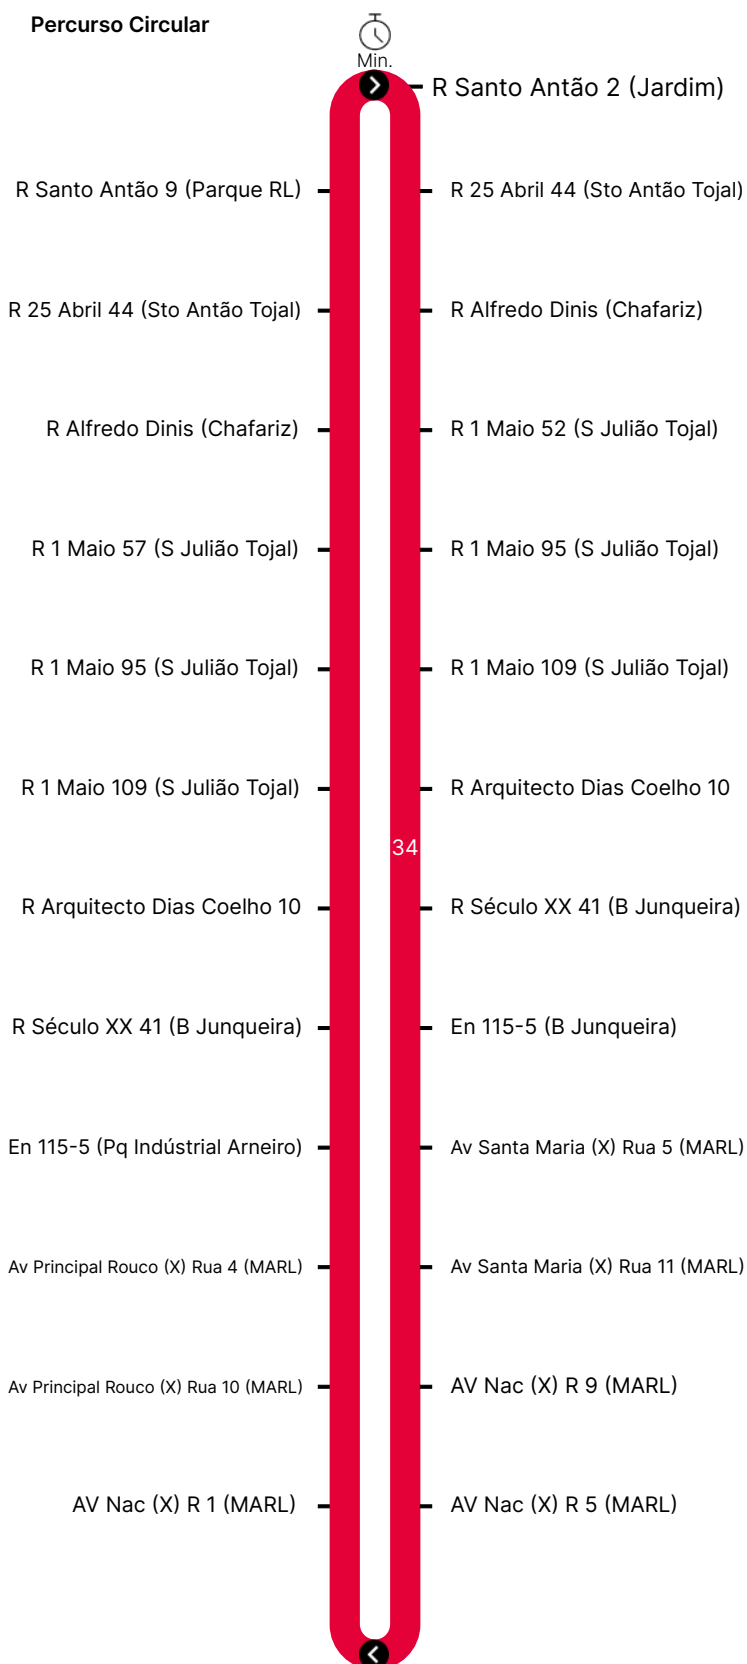 Percurso Circular
Min.
R Santo Antão 2 (Jardim)
R Santo Antão 9 (Parque RL)
R 25 Abril 44 (Sto Antão Tojal)
R 25 Abril 44 (Sto Antão Tojal)
R Alfredo Dinis (Chafariz)
R Alfredo Dinis (Chafariz)
R 1 Maio 52 (S Julião Tojal)
R 1 Maio 57 (S Julião Tojal)
R 1 Maio 95 (S Julião Tojal)
R 1 Maio 95 (S Julião Tojal)
R 1 Maio 109 (S Julião Tojal)
R 1 Maio 109 (S Julião Tojal)
R Arquitecto Dias Coelho 10
34
R Arquitecto Dias Coelho 10
R Século XX 41 (B Junqueira)
R Século XX 41 (B Junqueira)
En 115-5 (B Junqueira)
En 115-5 (Pq Indústrial Arneiro)
Av Santa Maria (X) Rua 5 (MARL)
Av Principal Rouco (X) Rua 4 (MARL)
Av Santa Maria (X) Rua 11 (MARL)
Av Principal Rouco (X) Rua 10 (MARL)
AV Nac (X) R 9 (MARL)
AV Nac (X) R 1 (MARL)
AV Nac (X) R 5 (MARL)